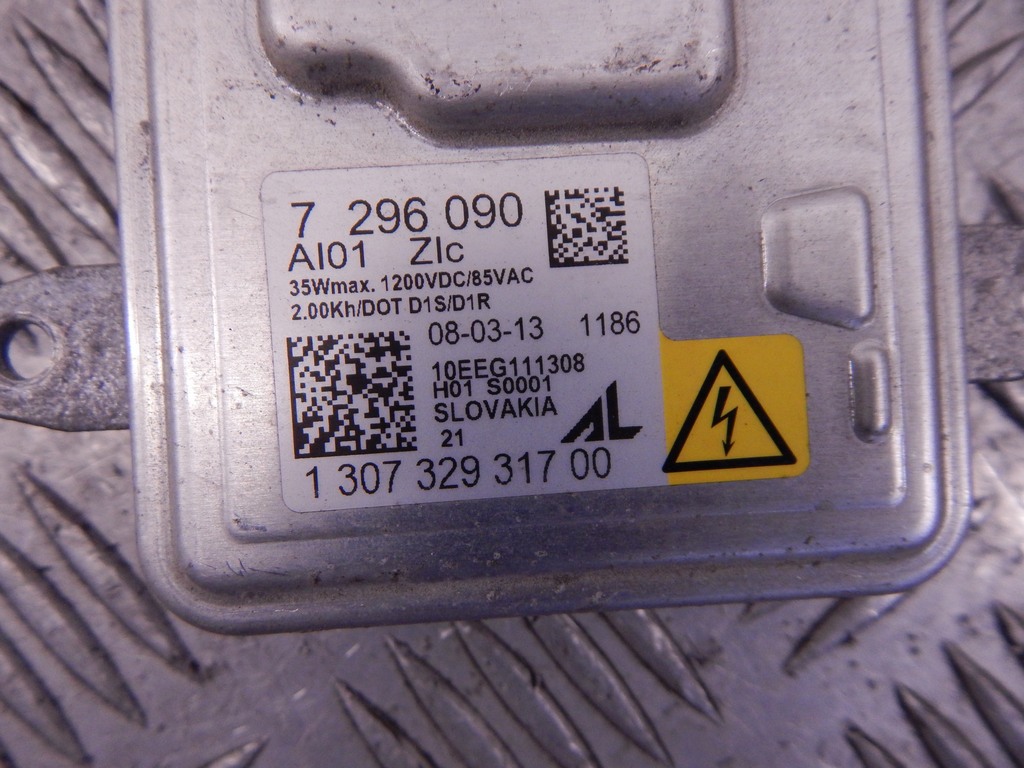 7 296 090
AI01 ZIc
35Wmax. 1200VDC/85VAC
2.00Kh/DOT D1S/D1R
08-03-13 1186
10EEG111308
H01 S0001
SLOVAKIA
21
AL
1 307 329 317 00